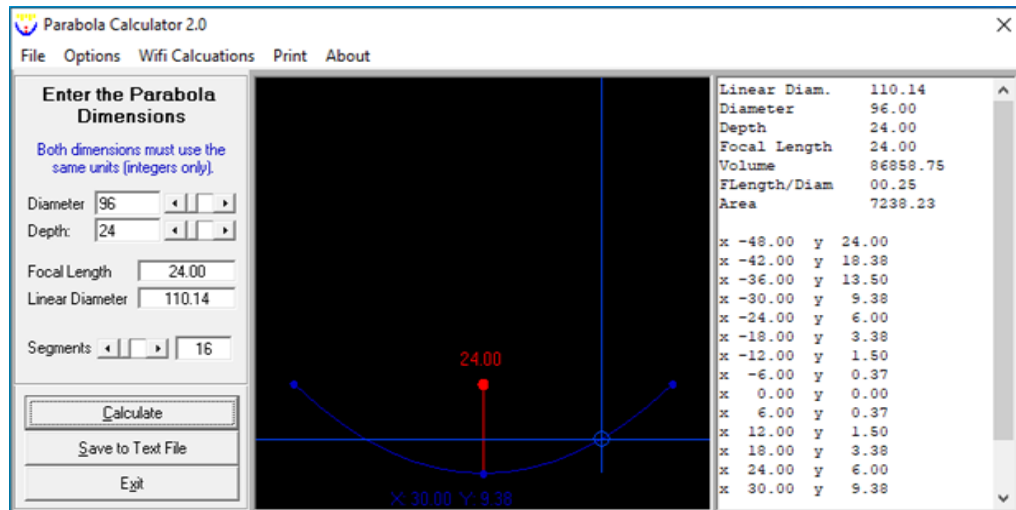 Parabola Calculator 2.0
File Options Wifi Calcuations Print About
Enter the Parabola
Dimensions
Both dimensions must use the
same units (integers only).
Diameter 96
Depth: 24
Focal Length 24.00
Linear Diameter 110.14
Segments 16
Calculate
Save to Text File
Exit
24.00
X: 30.00 Y: 9.38
Linear Diam. 110.14
Diameter 96.00
Depth 24.00
Focal Length 24.00
Volume 86858.75
FLength/Diam 00.25
Area 7238.23
x -48.00 y 24.00
x -42.00 y 18.38
x -36.00 y 13.50
x -30.00 y 9.38
x -24.00 y 6.00
x -18.00 y 3.38
x -12.00 y 1.50
x -6.00 y 0.37
x 0.00 y 0.00
x 6.00 y 0.37
x 12.00 y 1.50
x 18.00 y 3.38
x 24.00 y 6.00
x 30.00 y 9.38